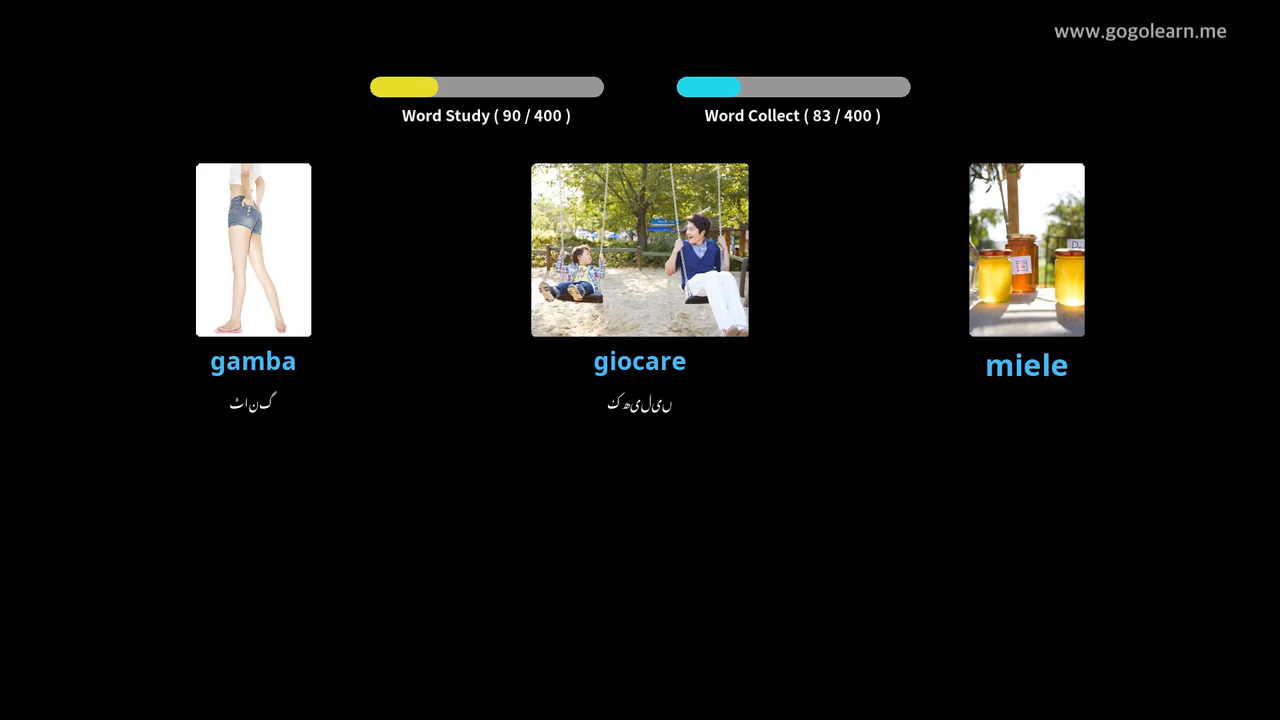 www.gogolearn.me
Word Study ( 90 / 400 )
Word Collect ( 83 / 400 )
gamba
ٹانگ
giocare
کھیلیں
miele